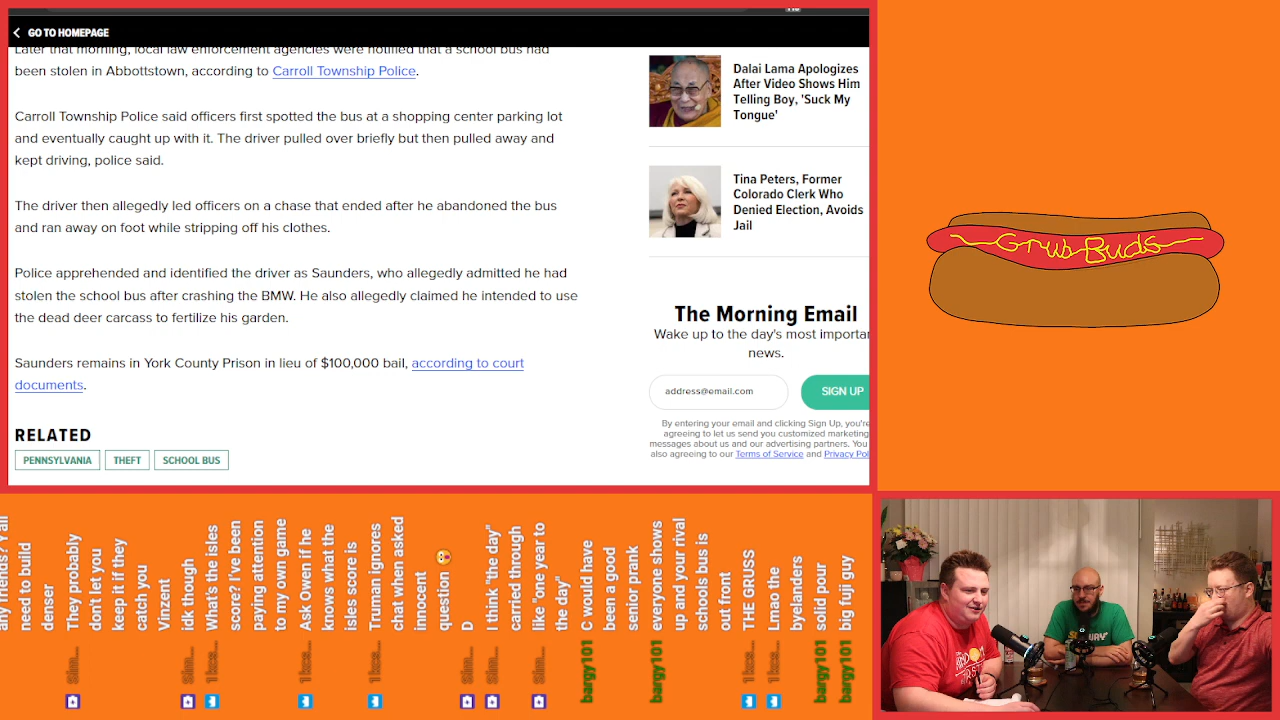 GO TO HOMEPAGE
Later that morning, local law enforcement agencies were notified that a school bus had
been stolen in Abbottstown, according to Carroll Township Police.
Carroll Township Police said officers first spotted the bus at a shopping center parking lot
and eventually caught up with it. The driver pulled over briefly but then pulled away and
kept driving, police said.
The driver then allegedly led officers on a chase that ended after he abandoned the bus
and ran away on foot while stripping off his clothes.
Police apprehended and identified the driver as Saunders, who allegedly admitted he had
stolen the school bus after crashing the BMW. He also allegedly claimed he intended to use
the dead deer carcass to fertilize his garden.
Saunders remains in York County Prison in lieu of $100,000 bail, according to court
documents.
RELATED
PENNSYLVANIA
THEFT
SCHOOL BUS
Dalai Lama Apologizes
After Video Shows Him
Telling Boy, 'Suck My
Tongue'
Tina Peters, Former
Colorado Clerk Who
Denied Election, Avoids
Jail
The Morning Email
Wake up to the day's most importan
news.
address@email.com
SIGN UP
By entering your email and clicking Sign Up, you're
agreeing to let us send you customized marketing
messages about us and our advertising partners. You
also agreeing to our Terms of Service and Privacy Pol
Grub Buds
any friends? Y'all
need to build
denser
They probably
don't let you
keep it if they
catch you
Vinzent
idk though
What's the isles
score? I've been
paying attention
to my own game
Ask Owen if he
knows what the
isles score is
Truman ignores
chat when asked
innocent
question
D
I think "the day"
carried through
like "one year to
the day"
bargy101 C would have
been a good
senior prank
bargy101 everyone shows
up and your rival
schools bus is
out front
THE GRUSS
Lmao the
byelanders
bargy101 solid pour
bargy101 big fuji guy